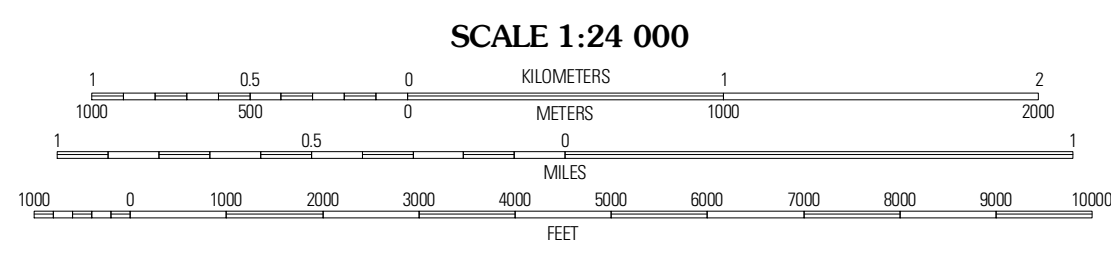 SCALE 1:24 000
1 0.5 0 KILOMETERS 1 2
1000 500 0 METERS 1000 2000
1 0.5 0 1
MILES
1000 0 1000 2000 3000 4000 5000 6000 7000 8000 9000 10000
FEET